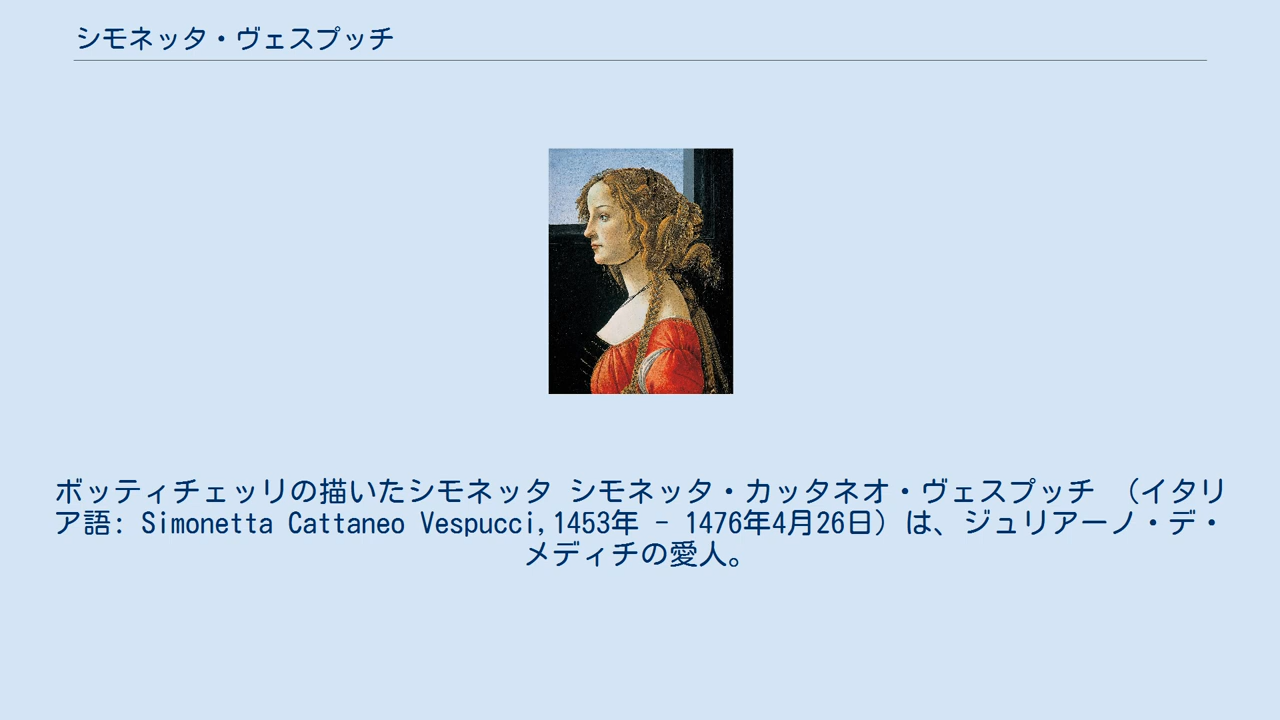 シモネッタ・ヴェスプッチ
ボッティチェッリの描いたシモネッタ シモネッタ・カッタネオ・ヴェスプッチ （イタリ
ア語: Simonetta Cattaneo Vespucci,1453年 - 1476年4月26日）は、ジュリアーノ・デ・
メディチの愛人。